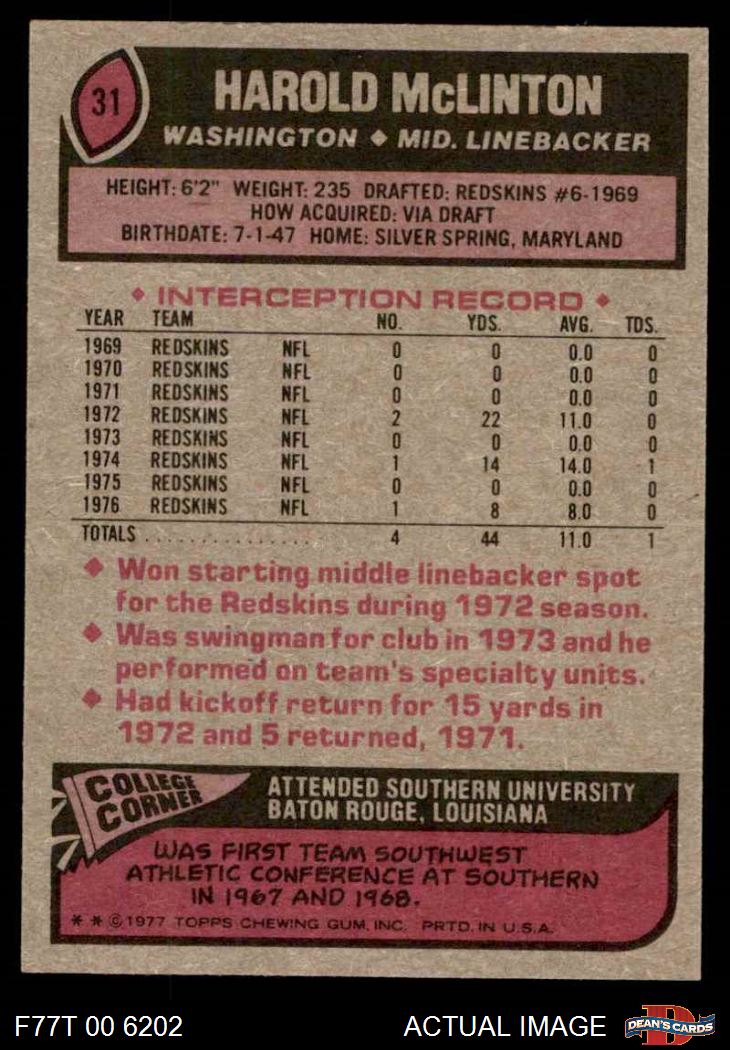 31
HAROLD McLINTON
WASHINGTON ◆ MID. LINEBACKER
HEIGHT: 6'2" WEIGHT: 235 DRAFTED: REDSKINS #6-1969
HOW ACQUIRED: VIA DRAFT
BIRTHDATE: 7-1-47 HOME: SILVER SPRING, MARYLAND
◆ INTERCEPTION RECORD ◆
YEAR TEAM NO. YDS. AVG. TDS.
1969 REDSKINS NFL 0 0 0.0 0
1970 REDSKINS NFL 0 0 0.0 0
1971 REDSKINS NFL 0 0 0.0 0
1972 REDSKINS NFL 2 22 11.0 0
1973 REDSKINS NFL 0 0 0.0 0
1974 REDSKINS NFL 1 14 14.0 1
1975 REDSKINS NFL 0 0 0.0 0
1976 REDSKINS NFL 1 8 8.0 0
TOTALS . . . . . . . . . . . . . . . 4 44 11.0 1
◆ Won starting middle linebacker spot
for the Redskins during 1972 season.
◆ Was swingman for club in 1973 and he
performed on team's specialty units.
◆ Had kickoff return for 15 yards in
1972 and 5 returned, 1971.
COLLEGE
CORNER
ATTENDED SOUTHERN UNIVERSITY
BATON ROUGE, LOUISIANA
WAS FIRST TEAM SOUTHWEST
ATHLETIC CONFERENCE AT SOUTHERN
IN 1967 AND 1968.
* * © 1977 TOPPS CHEWING GUM, INC. PRTD. IN U.S.A.
F77T 00 6202 ACTUAL IMAGE
D
DEAN'S CARDS